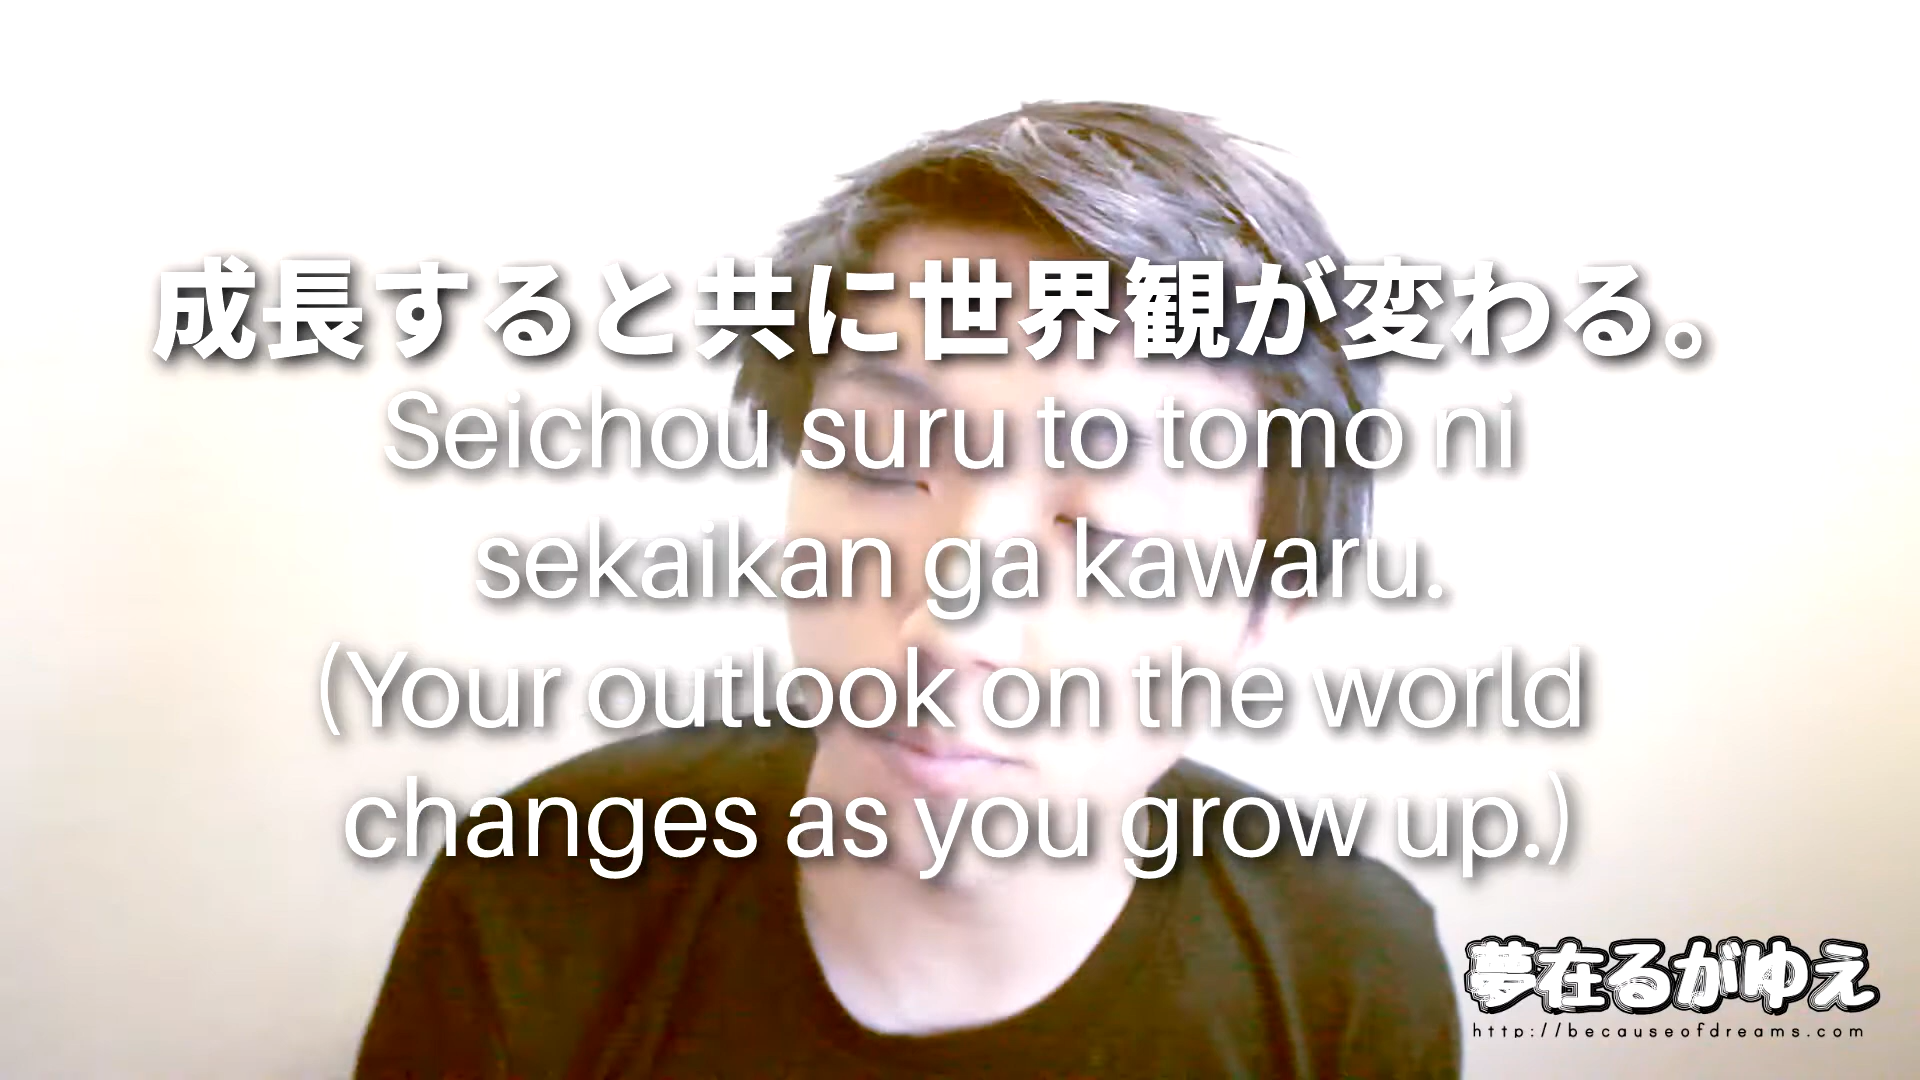 成長すると共に世界観が変わる。
Seichou suru to tomo ni
sekaikan ga kawaru.
(Your outlook on the world
changes as you grow up.)
夢在るがゆえ
http://becauseofdreams.com